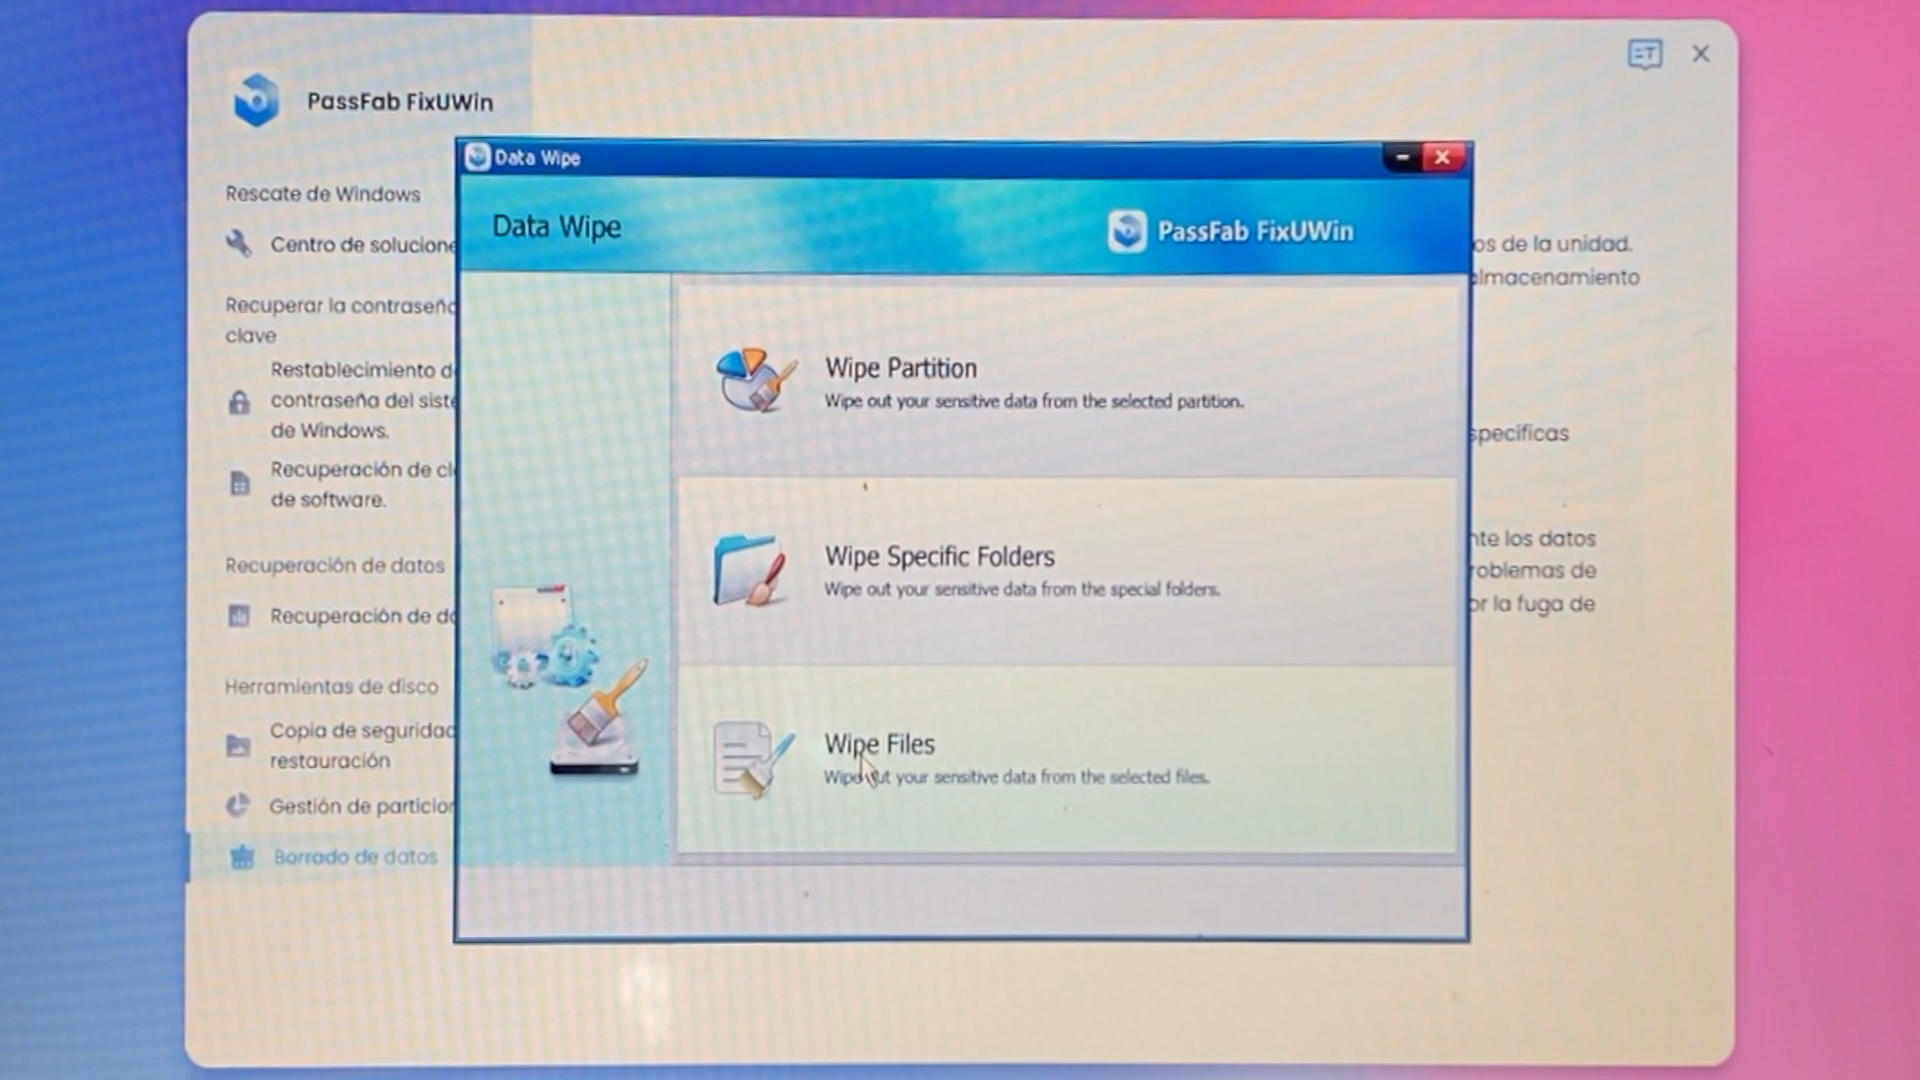 PassFab FixUWin
Rescate de Windows
Centro de solucione
Recuperar la contraseña
clave
Restablecimiento d
contraseña del siste
de Windows.
Recuperación de cl
de software.
Recuperación de datos
Recuperación de da
Herramientas de disco
Copia de seguridad
restauración
Gestión de particion
Borrado de datos
Data Wipe
Data Wipe
PassFab FixUWin
Wipe Partition
Wipe out your sensitive data from the selected partition.
Wipe Specific Folders
Wipe out your sensitive data from the special folders.
Wipe Files
Wipe out your sensitive data from the selected files.
os de la unidad.
almacenamiento
specíficas
nte los datos
roblemas de
or la fuga de